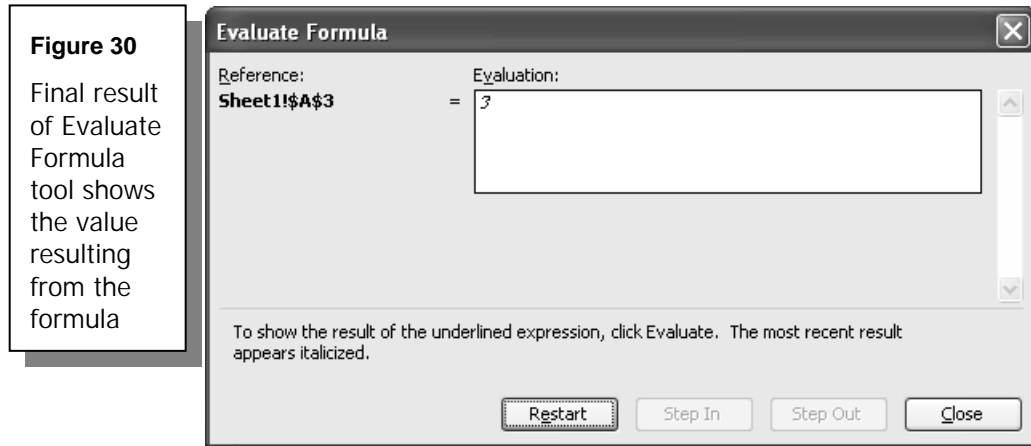 Figure 30
Final result
of Evaluate
Formula
tool shows
the value
resulting
from the
formula
Evaluate Formula
Reference:
Evaluation:
Sheet1!$A$3
=
3
To show the result of the underlined expression, click Evaluate. The most recent result
appears italicized.
Restart
Step In
Step Out
Close